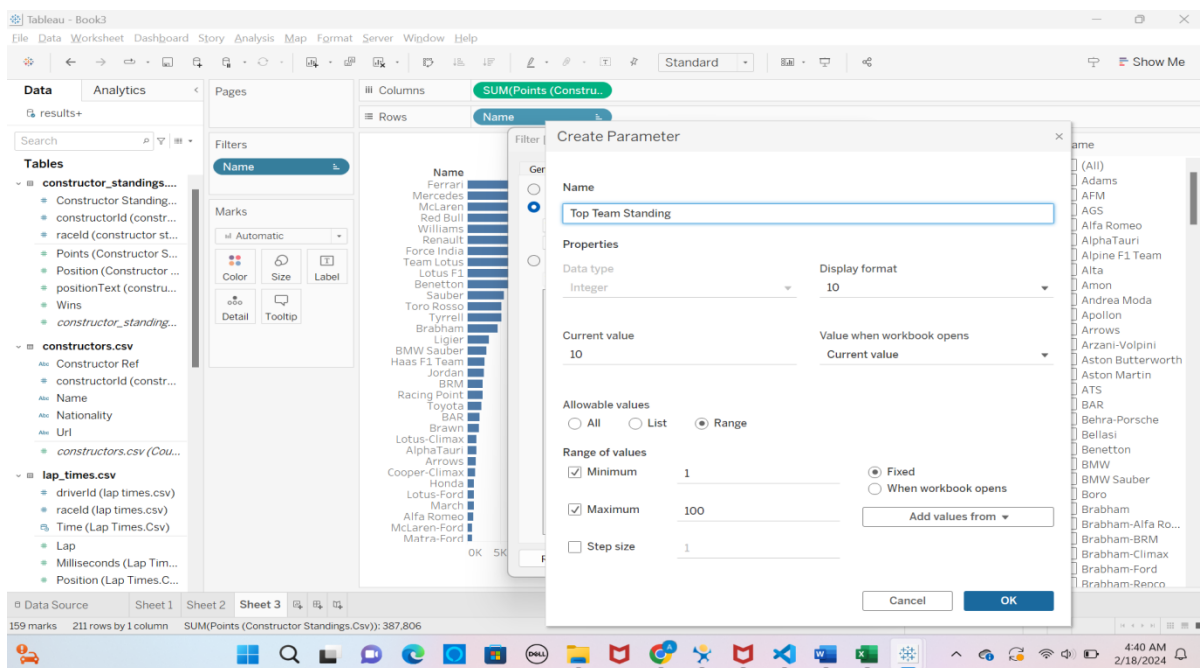 Tableau - Book3
File Data Worksheet Dashboard Story Analysis Map Format Server Window Help
Standard
Show Me
Data
Analytics
results+
Search
Tables
constructor_standings....
Constructor Standing...
constructorId (constr...
raceId (constructor st...
Points (Constructor S...
Position (Constructor ...
positionText (constru...
Wins
constructor_standing...
constructors.csv
Abc Constructor Ref
constructorId (constr...
Abc Name
Abc Nationality
Abc Url
constructors.csv (Cou...
lap_times.csv
driverId (lap times.csv)
raceId (lap times.csv)
Time (Lap Times.Csv)
Lap
Milliseconds (Lap Tim...
Position (Lap Times.C...
Pages
Filters
Name
Marks
Automatic
Color
Size
Label
Detail
Tooltip
Columns
SUM(Points (Constru..
Rows
Name
Name
Ferrari
Mercedes
McLaren
Red Bull
Williams
Renault
Force India
Team Lotus
Lotus F1
Benetton
Sauber
Toro Rosso
Tyrrell
Brabham
Ligier
BMW Sauber
Haas F1 Team
Jordan
BRM
Racing Point
Toyota
BAR
Brawn
Lotus-Climax
AlphaTauri
Arrows
Cooper-Climax
Honda
Lotus-Ford
March
Alfa Romeo
McLaren-Ford
Matra-Ford
0K 5K
Filter [
Ger
Create Parameter
Name
Top Team Standing
Properties
Data type
Integer
Display format
10
Current value
10
Value when workbook opens
Current value
Allowable values
All
List
Range
Range of values
Minimum
1
Maximum
100
Step size
1
Fixed
When workbook opens
Add values from
Cancel
OK
ame
(All)
Adams
AFM
AGS
Alfa Romeo
AlphaTauri
Alpine F1 Team
Alta
Amon
Andrea Moda
Apollon
Arrows
Arzani-Volpini
Aston Butterworth
Aston Martin
ATS
BAR
Behra-Porsche
Bellasi
Benetton
BMW
BMW Sauber
Boro
Brabham
Brabham-Alfa Ro...
Brabham-BRM
Brabham-Climax
Brabham-Ford
Brabham-Repco
Data Source
Sheet 1
Sheet 2
Sheet 3
159 marks
211 rows by 1 column
SUM(Points (Constructor Standings.Csv)): 387,806
DELL
4:40 AM
2/18/2024